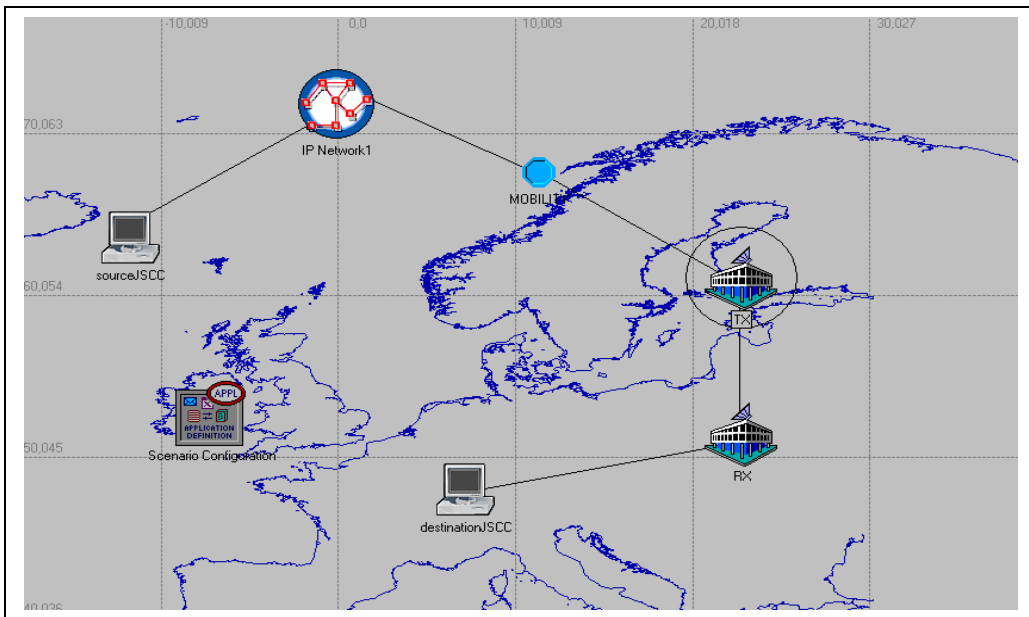 -10,009 0,0 10,009 20,018 30,027
70,063
IP Network1
MOBILITY
sourceJSCC
60,054
TX
APPL
APPLICATION
DEFINITION
50,045
Scenario Configuration
RX
destinationJSCC
40,036